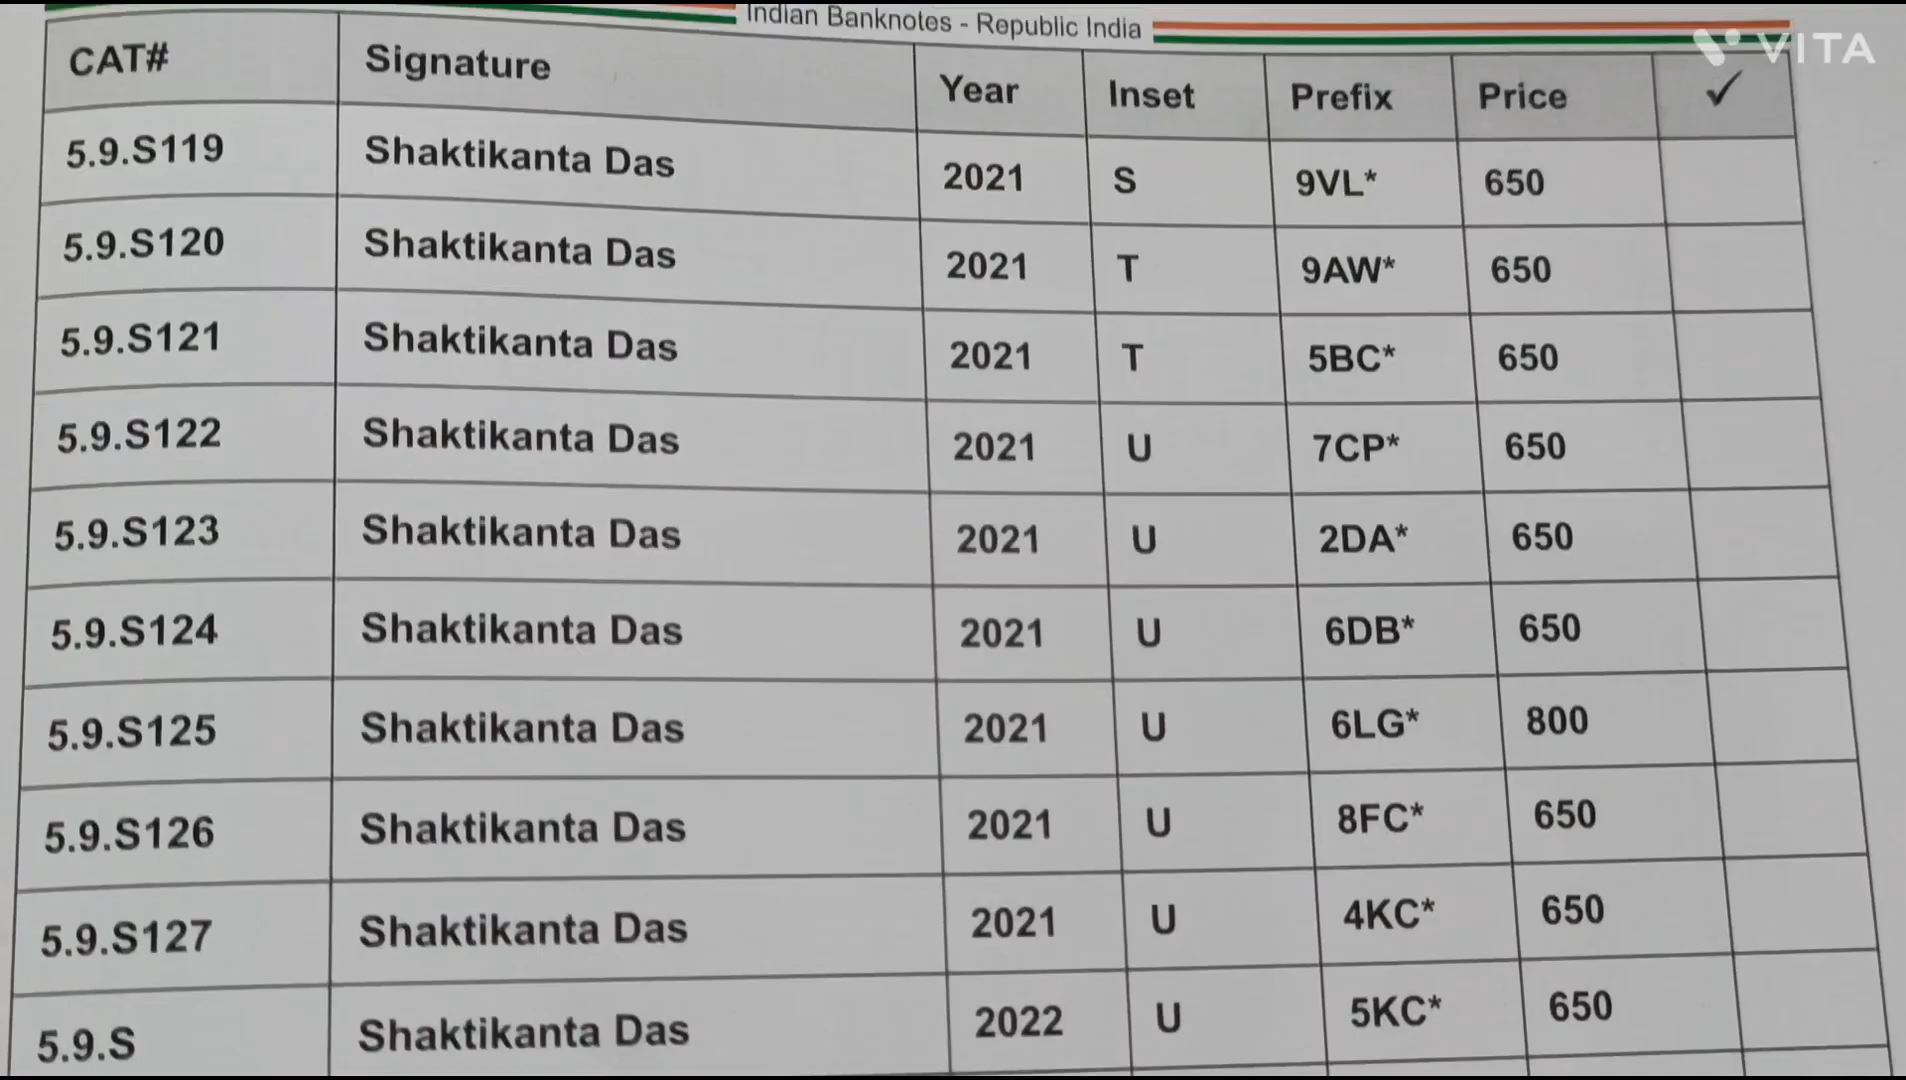 Indian Banknotes - Republic India
VITA
CAT# Signature Year Inset Prefix Price ✓
5.9.S119 Shaktikanta Das 2021 S 9VL* 650
5.9.S120 Shaktikanta Das 2021 T 9AW* 650
5.9.S121 Shaktikanta Das 2021 T 5BC* 650
5.9.S122 Shaktikanta Das 2021 U 7CP* 650
5.9.S123 Shaktikanta Das 2021 U 2DA* 650
5.9.S124 Shaktikanta Das 2021 U 6DB* 650
5.9.S125 Shaktikanta Das 2021 U 6LG* 800
5.9.S126 Shaktikanta Das 2021 U 8FC* 650
5.9.S127 Shaktikanta Das 2021 U 4KC* 650
5.9.S Shaktikanta Das 2022 U 5KC* 650